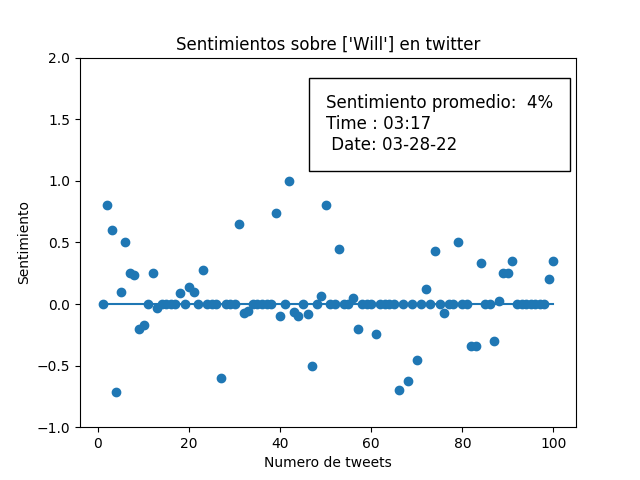 Sentimientos sobre ['Will'] en twitter
Sentimiento promedio:  4%
Time : 03:17
Date: 03-28-22
Sentimiento
2.0
1.5
1.0
0.5
0.0
−0.5
−1.0
0 20 40 60 80 100
Numero de tweets